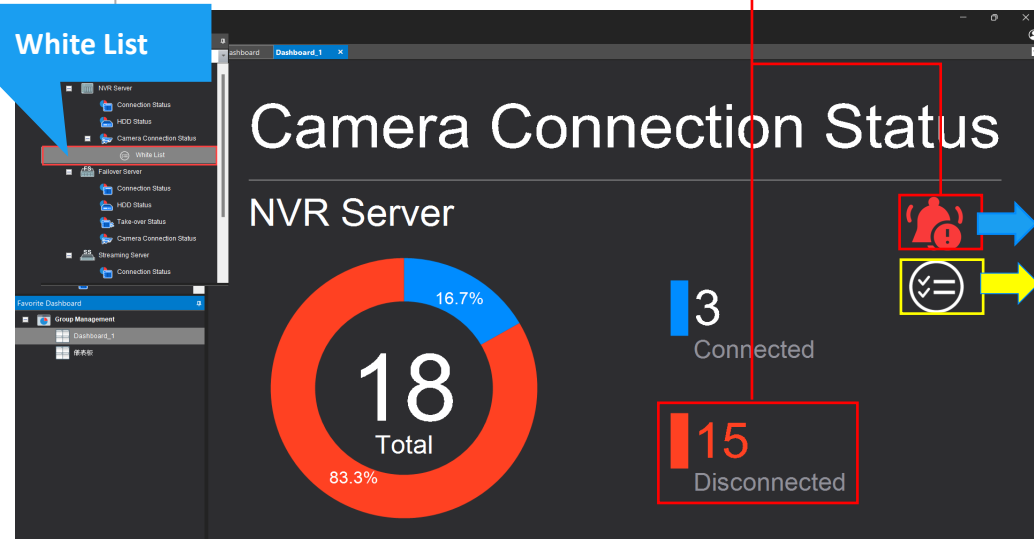 White List
ashboard
Dashboard_1
NVR Server
Connection Status
HDD Status
Camera Connection Status
White List
Failover Server
Connection Status
HDD Status
Take-over Status
Camera Connection Status
Streaming Server
Connection Status
Favorite Dashboard
Group Management
Dashboard_1
儀表板
Camera Connection Status
NVR Server
16.7%
18
Total
83.3%
3
Connected
15
Disconnected